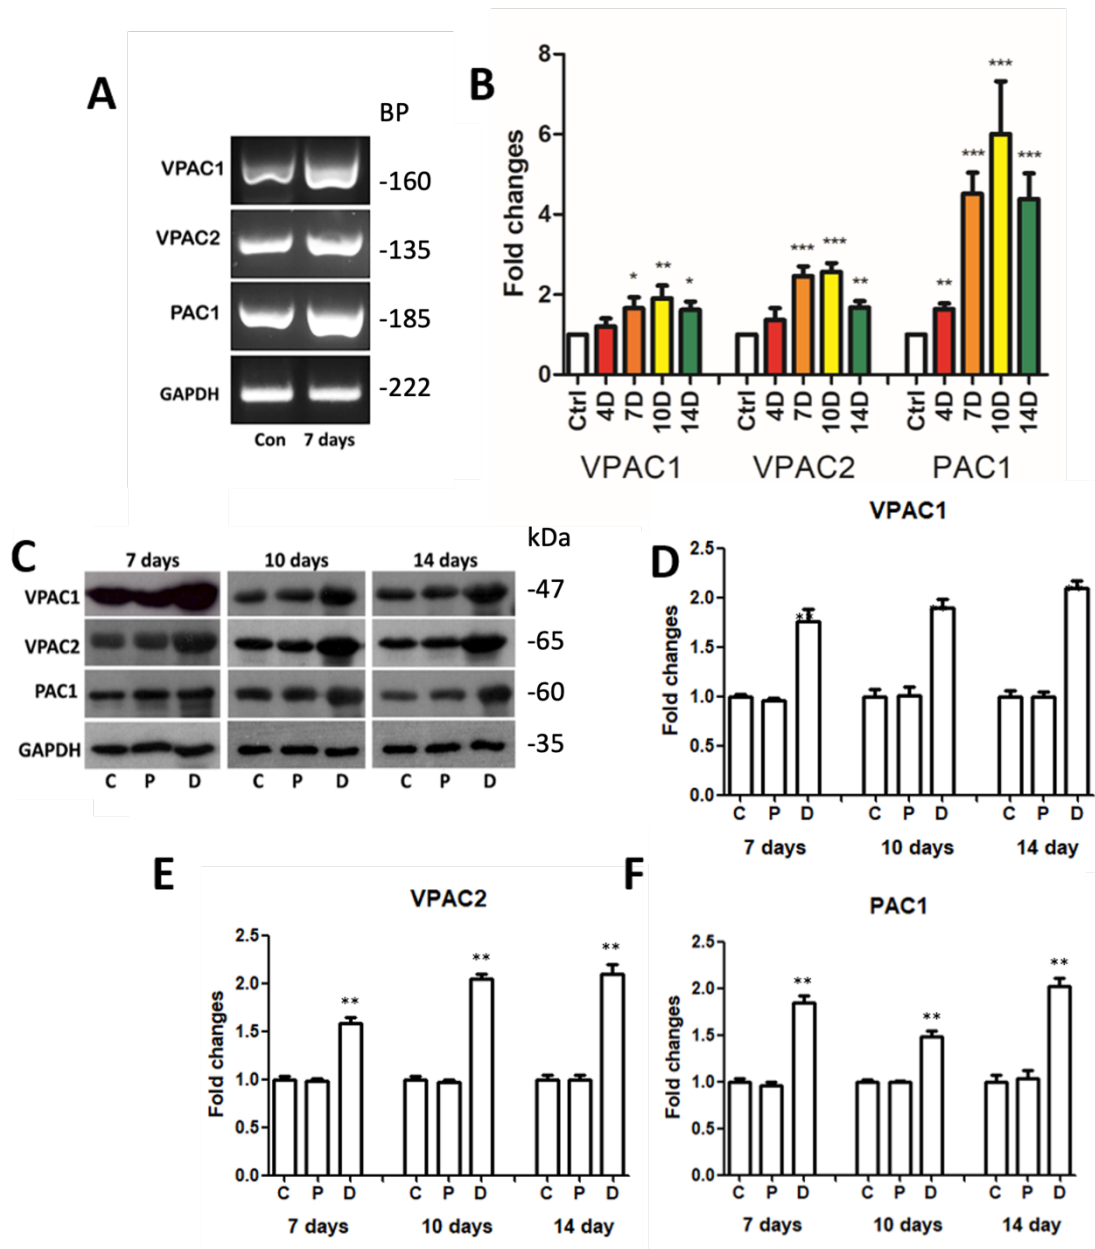 A
BP
VPAC1
-160
VPAC2
-135
PAC1
-185
GAPDH
-222
Con 7 days
B
Fold changes
8
6
4
2
0
* ** *
*** *** **
** *** *** ***
Ctrl 4D 7D 10D 14D Ctrl 4D 7D 10D 14D Ctrl 4D 7D 10D 14D
VPAC1 VPAC2 PAC1
C
kDa
7 days 10 days 14 days
VPAC1 -47
VPAC2 -65
PAC1 -60
GAPDH -35
C P D C P D C P D
D
VPAC1
Fold changes
2.5
2.0
1.5
1.0
0.5
0.0
**
C P D C P D C P D
7 days 10 days 14 day
E
VPAC2
Fold changes
2.5
2.0
1.5
1.0
0.5
0.0
** ** **
C P D C P D C P D
7 days 10 days 14 day
F
PAC1
Fold changes
2.5
2.0
1.5
1.0
0.5
0.0
** ** **
C P D C P D C P D
7 days 10 days 14 day